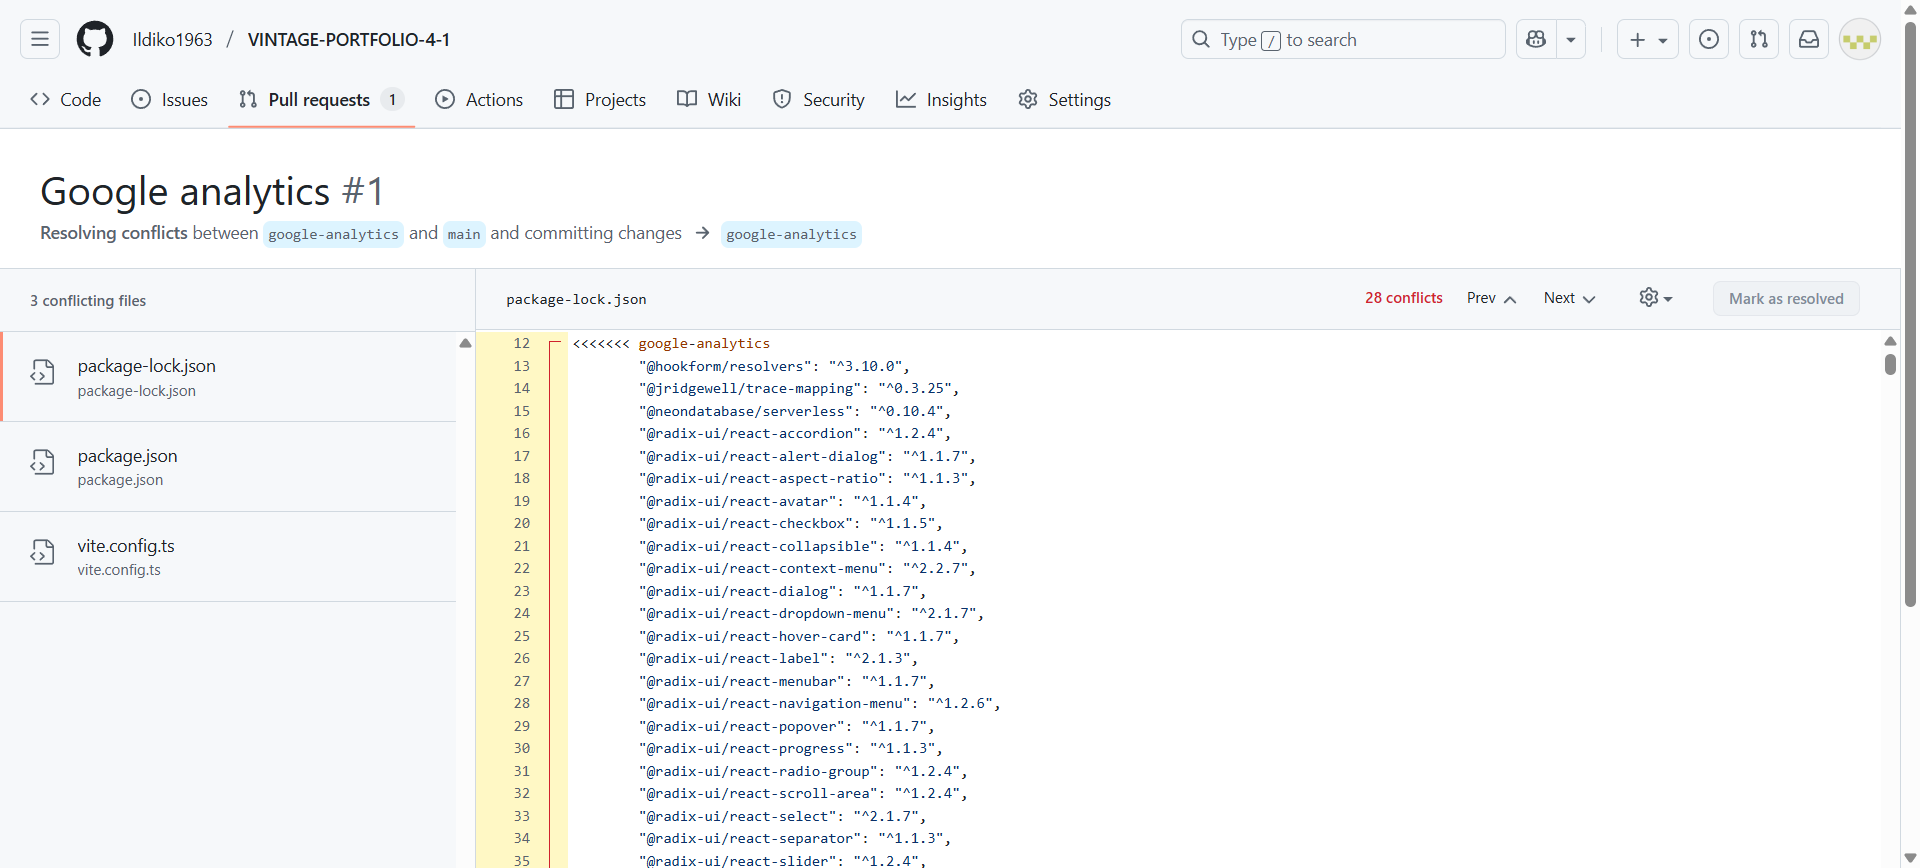 Ildiko1963 / VINTAGE-PORTFOLIO-4-1
Type / to search
Code
Issues
Pull requests 1
Actions
Projects
Wiki
Security
Insights
Settings
Google analytics #1
Resolving conflicts between google-analytics and main and committing changes → google-analytics
3 conflicting files
package-lock.json
package-lock.json
package.json
package.json
vite.config.ts
vite.config.ts
package-lock.json
28 conflicts
Prev
Next
Mark as resolved
12 <<<<<<< google-analytics
13 "@hookform/resolvers": "^3.10.0",
14 "@jridgewell/trace-mapping": "^0.3.25",
15 "@neondatabase/serverless": "^0.10.4",
16 "@radix-ui/react-accordion": "^1.2.4",
17 "@radix-ui/react-alert-dialog": "^1.1.7",
18 "@radix-ui/react-aspect-ratio": "^1.1.3",
19 "@radix-ui/react-avatar": "^1.1.4",
20 "@radix-ui/react-checkbox": "^1.1.5",
21 "@radix-ui/react-collapsible": "^1.1.4",
22 "@radix-ui/react-context-menu": "^2.2.7",
23 "@radix-ui/react-dialog": "^1.1.7",
24 "@radix-ui/react-dropdown-menu": "^2.1.7",
25 "@radix-ui/react-hover-card": "^1.1.7",
26 "@radix-ui/react-label": "^2.1.3",
27 "@radix-ui/react-menubar": "^1.1.7",
28 "@radix-ui/react-navigation-menu": "^1.2.6",
29 "@radix-ui/react-popover": "^1.1.7",
30 "@radix-ui/react-progress": "^1.1.3",
31 "@radix-ui/react-radio-group": "^1.2.4",
32 "@radix-ui/react-scroll-area": "^1.2.4",
33 "@radix-ui/react-select": "^2.1.7",
34 "@radix-ui/react-separator": "^1.1.3",
35 "@radix-ui/react-slider": "^1.2.4",